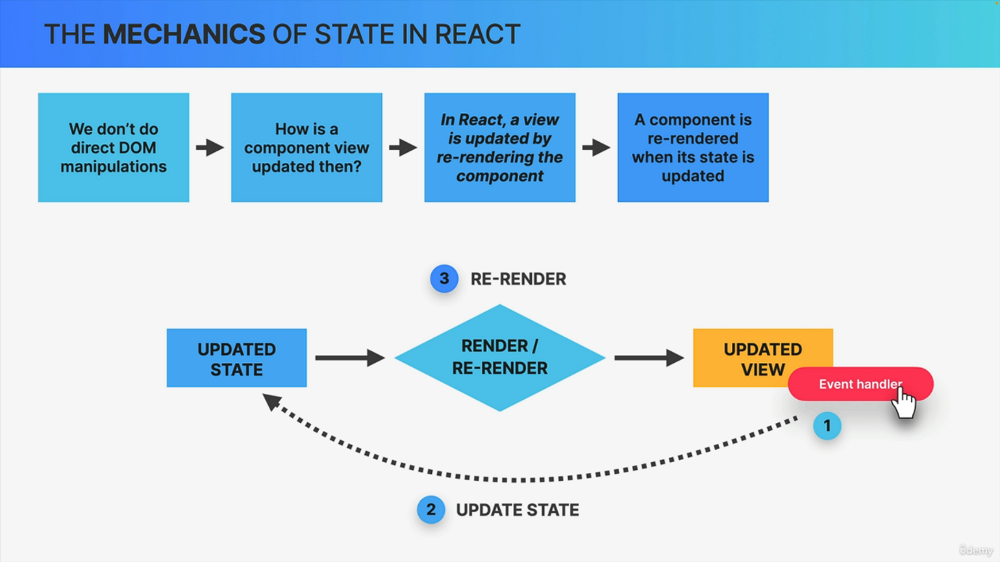 THE MECHANICS OF STATE IN REACT
We don’t do
direct DOM
manipulations
How is a
component view
updated then?
In React, a view
is updated by
re-rendering the
component
A component is
re-rendered
when its state is
updated
3 RE-RENDER
UPDATED
STATE
RENDER /
RE-RENDER
UPDATED
VIEW
Event handler
1
2 UPDATE STATE
ûdemy